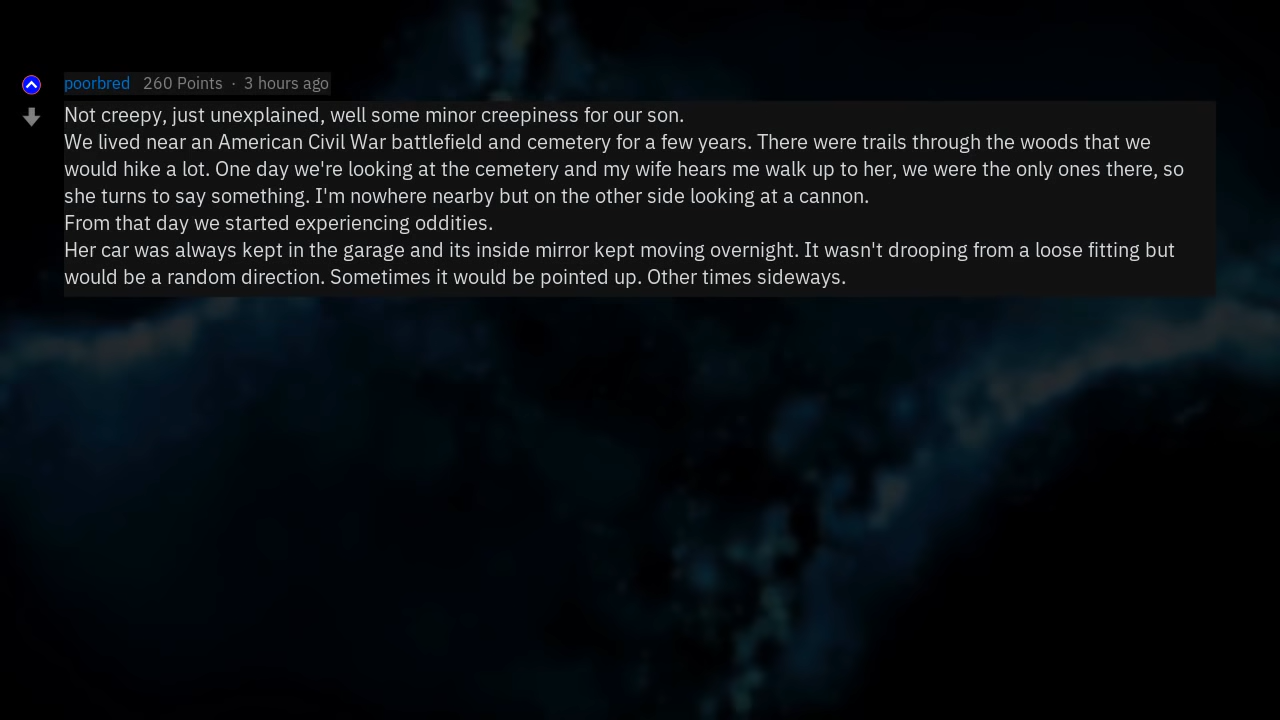 poorbred 260 Points · 3 hours ago
Not creepy, just unexplained, well some minor creepiness for our son.
We lived near an American Civil War battlefield and cemetery for a few years. There were trails through the woods that we
would hike a lot. One day we're looking at the cemetery and my wife hears me walk up to her, we were the only ones there, so
she turns to say something. I'm nowhere nearby but on the other side looking at a cannon.
From that day we started experiencing oddities.
Her car was always kept in the garage and its inside mirror kept moving overnight. It wasn't drooping from a loose fitting but
would be a random direction. Sometimes it would be pointed up. Other times sideways.